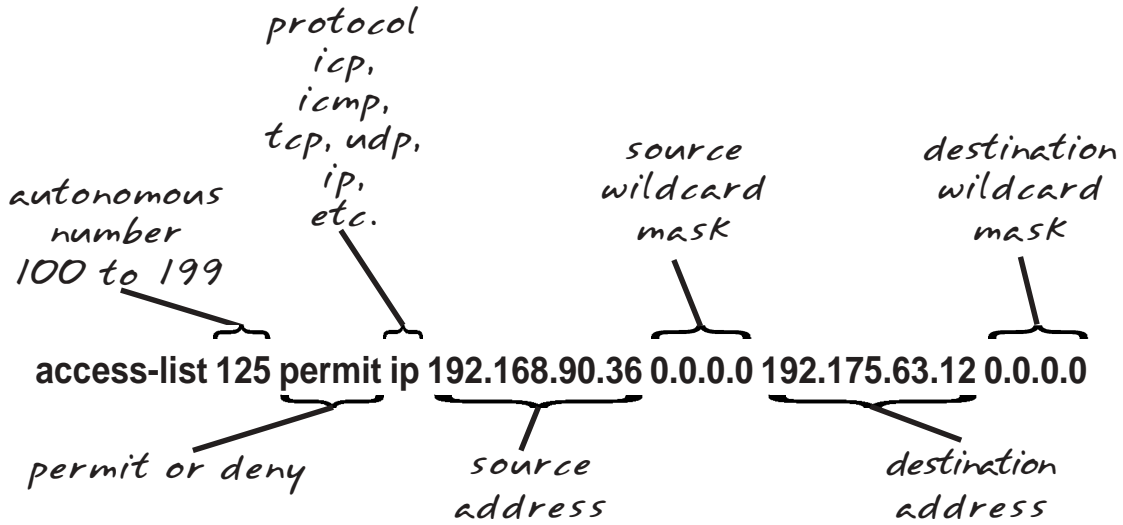 protocol
icp,
icmp,
tcp, udp,
ip,
etc.
autonomous
number
100 to 199
source
wildcard
mask
destination
wildcard
mask
access-list 125 permit ip 192.168.90.36 0.0.0.0 192.175.63.12 0.0.0.0
permit or deny
source
address
destination
address